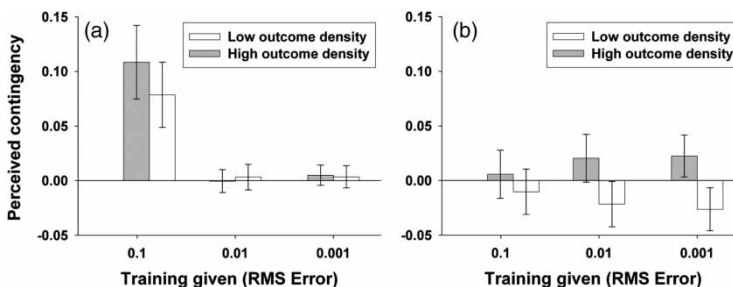 (a)
Low outcome density
High outcome density
Perceived contingency
0.15
0.10
0.05
0.00
-0.05
0.1
0.01
0.001
Training given (RMS Error)
(b)
Low outcome density
High outcome density
0.15
0.10
0.05
0.00
-0.05
0.1
0.01
0.001
Training given (RMS Error)